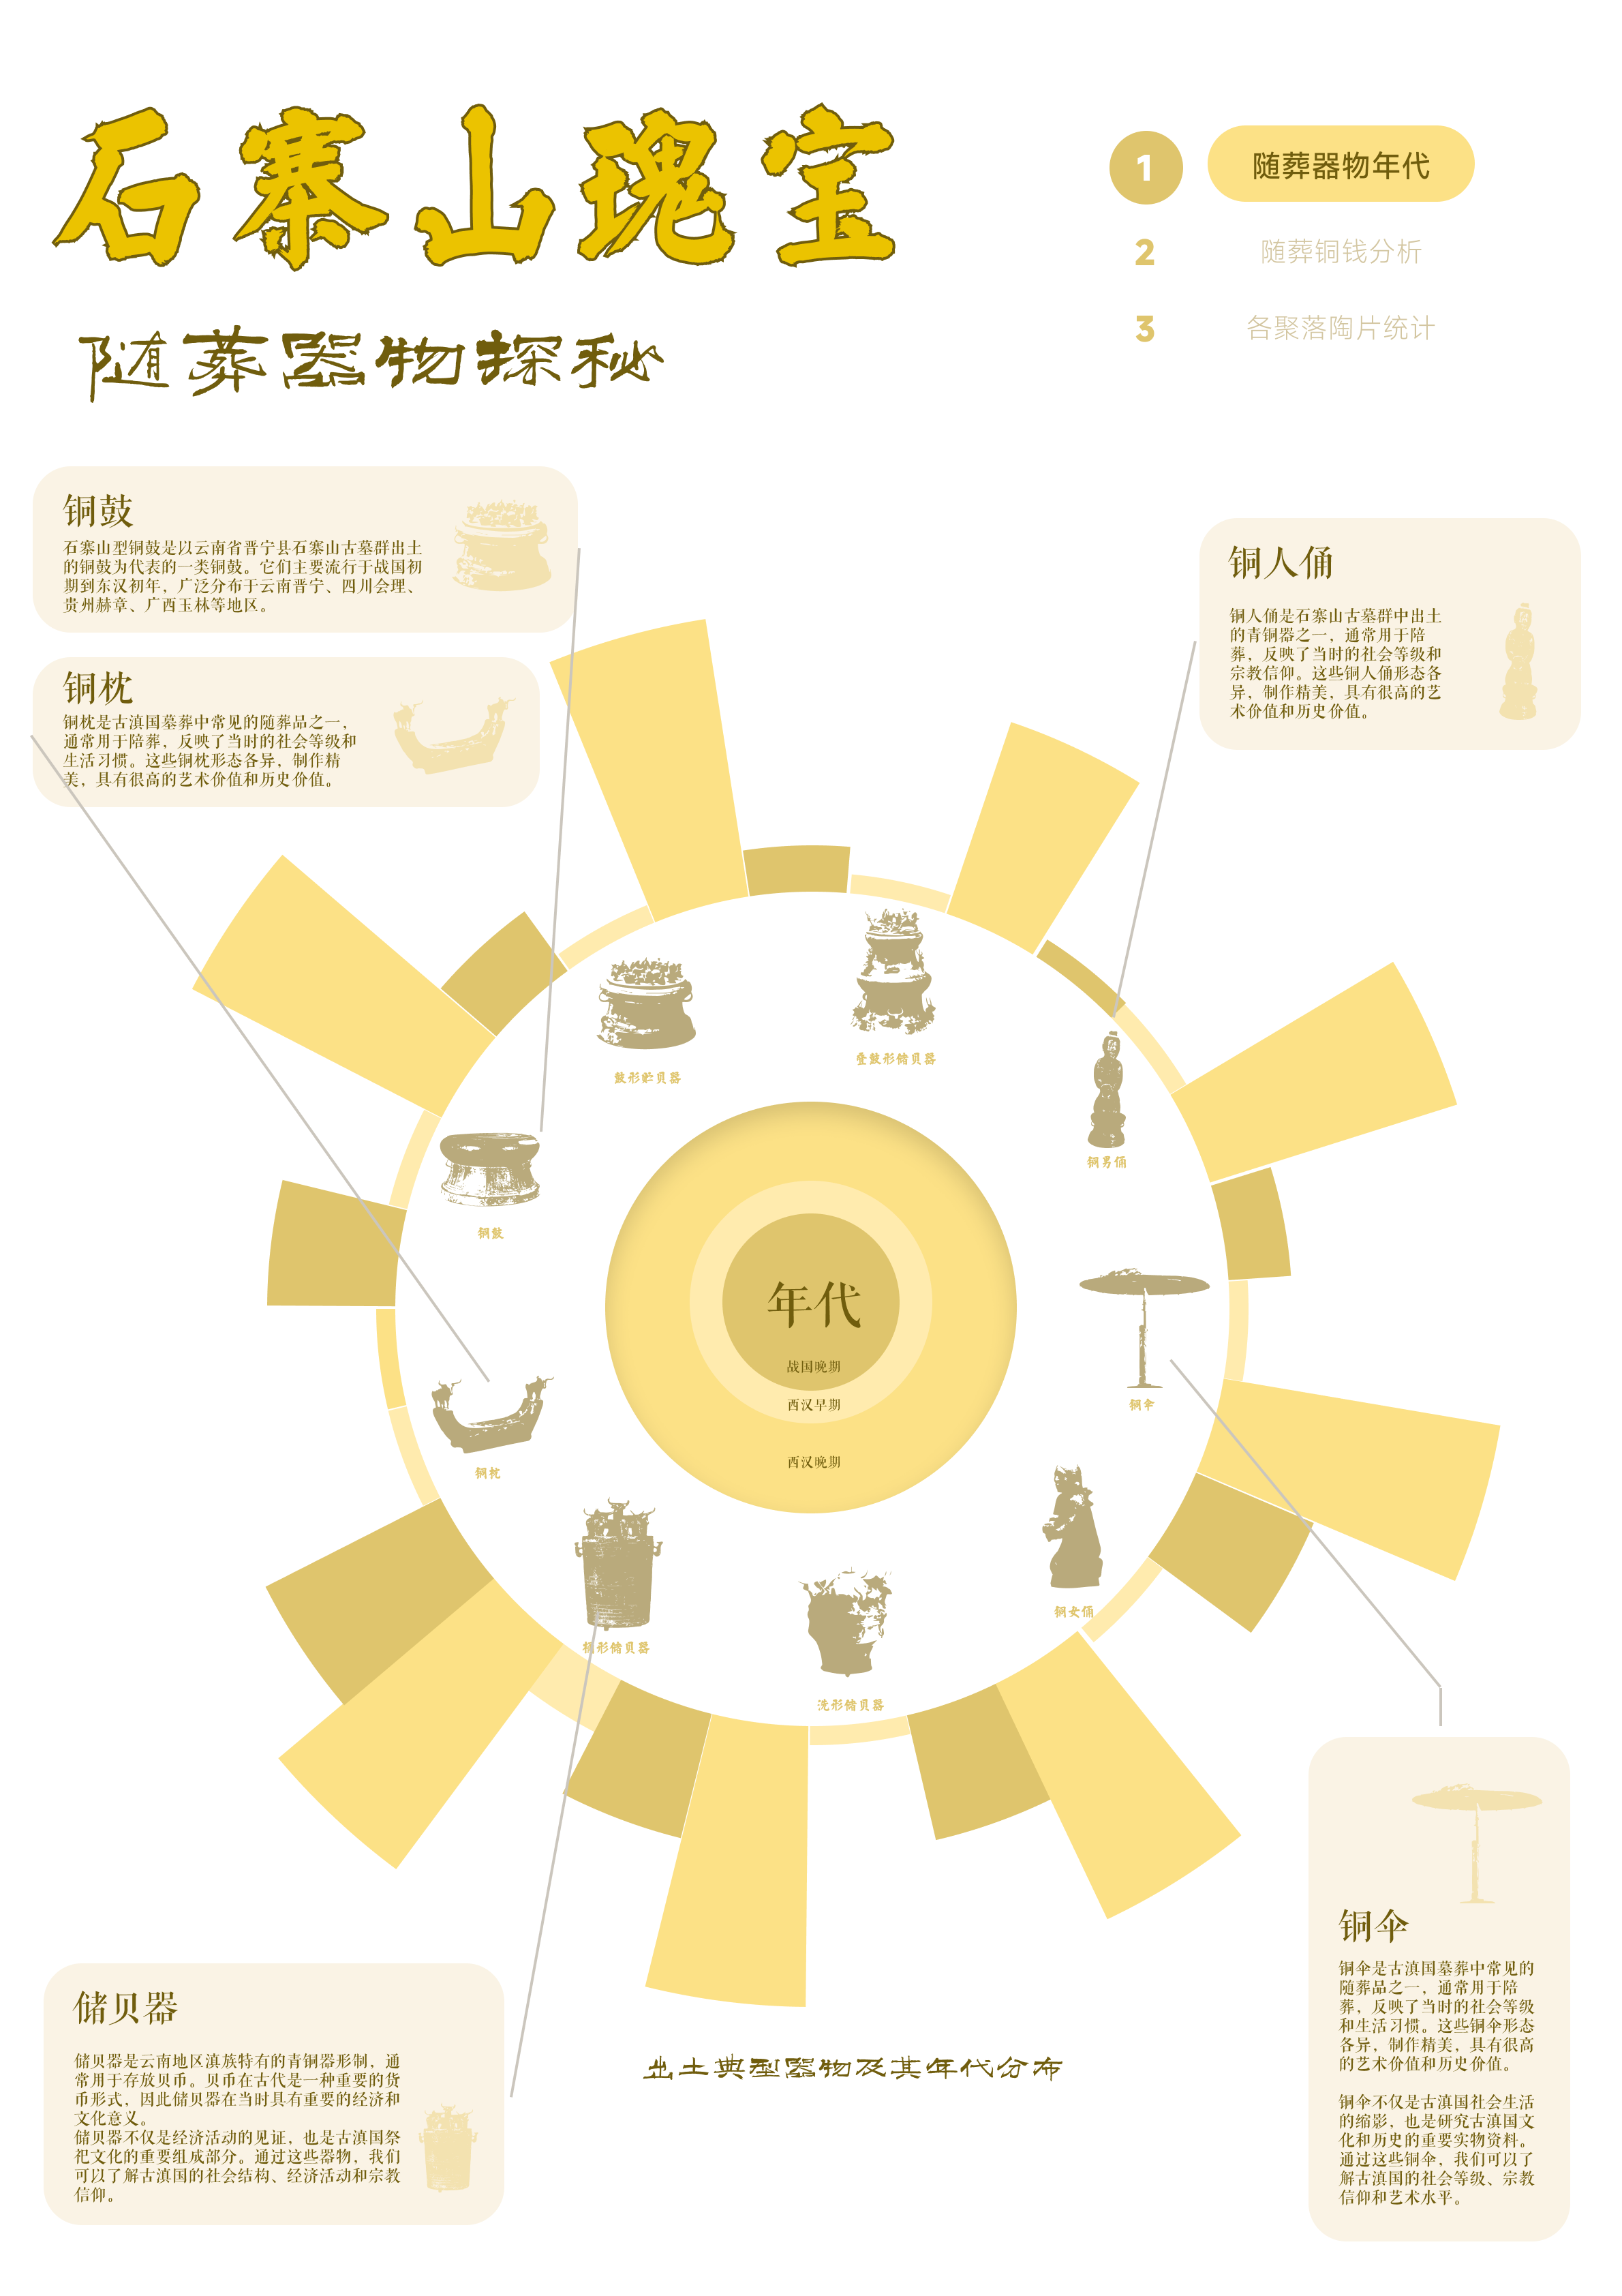 石寨山瑰宝
随葬器物探秘
1 随葬器物年代
2 随葬铜钱分析
3 各聚落陶片统计
铜鼓
石寨山型铜鼓是以云南省晋宁县石寨山古墓群出土
的铜鼓为代表的一类铜鼓。它们主要流行于战国初
期到东汉初年，广泛分布于云南晋宁、四川会理、
贵州赫章、广西玉林等地区。
铜枕
铜枕是古滇国墓葬中常见的随葬品之一，
通常用于陪葬，反映了当时的社会等级和
生活习惯。这些铜枕形态各异，制作精
美，具有很高的艺术价值和历史价值。
铜人俑
铜人俑是石寨山古墓群中出土
的青铜器之一，通常用于陪
葬，反映了当时的社会等级和
宗教信仰。这些铜人俑形态各
异，制作精美，具有很高的艺
术价值和历史价值。
鼓形贮贝器
叠鼓形储贝器
铜男俑
铜鼓
铜伞
铜枕
铜女俑
桶形储贝器
洗形储贝器
年代
战国晚期
西汉早期
西汉晚期
储贝器
储贝器是云南地区滇族特有的青铜器形制，通
常用于存放贝币。贝币在古代是一种重要的货
币形式，因此储贝器在当时具有重要的经济和
文化意义。
储贝器不仅是经济活动的见证，也是古滇国祭
祀文化的重要组成部分。通过这些器物，我们
可以了解古滇国的社会结构、经济活动和宗教
信仰。
出土典型器物及其年代分布
铜伞
铜伞是古滇国墓葬中常见的
随葬品之一，通常用于陪
葬，反映了当时的社会等级
和生活习惯。这些铜伞形态
各异，制作精美，具有很高
的艺术价值和历史价值。
铜伞不仅是古滇国社会生活
的缩影，也是研究古滇国文
化和历史的重要实物资料。
通过这些铜伞，我们可以了
解古滇国的社会等级、宗教
信仰和艺术水平。